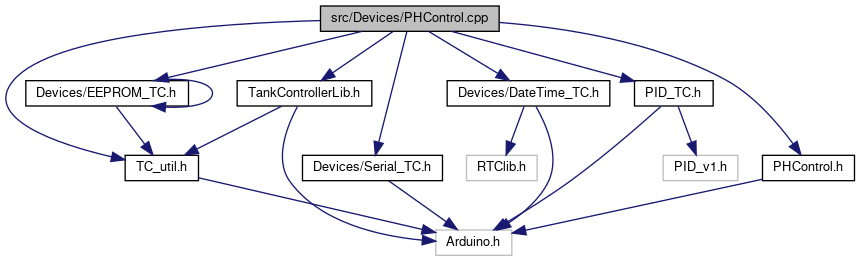 src/Devices/PHControl.cpp
Devices/EEPROM_TC.h
TankControllerLib.h
Devices/DateTime_TC.h
PID_TC.h
TC_util.h
Devices/Serial_TC.h
RTClib.h
PID_v1.h
PHControl.h
Arduino.h